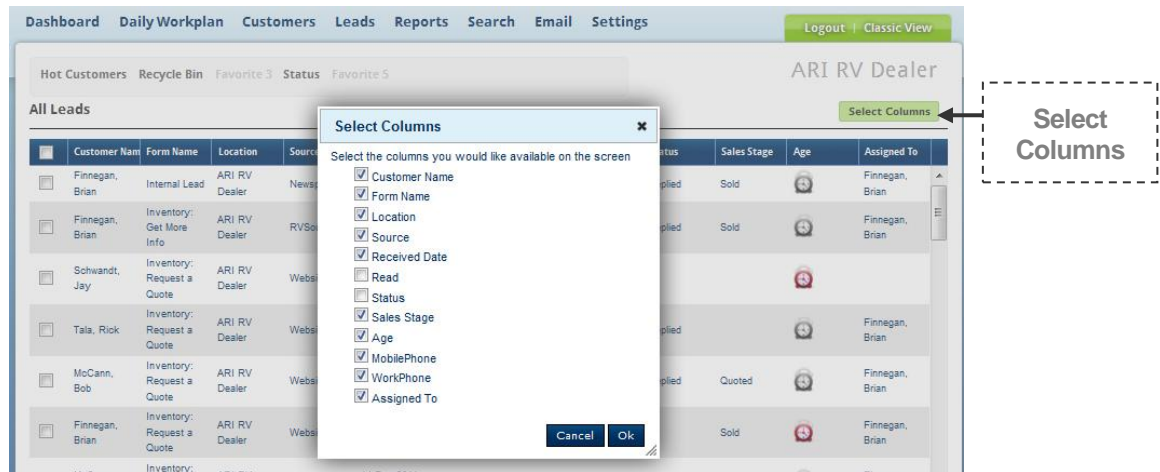 Dashboard Daily Workplan Customers Leads Reports Search Email Settings
Logout | Classic View
Hot Customers Recycle Bin Favorite 3 Status Favorite 5
ARI RV Dealer
All Leads
Select Columns
Select
Columns
Customer Nam Form Name Location Sales Stage Age Assigned To
Finnegan,
Brian
Internal Lead
ARI RV
Dealer
Sold
Finnegan,
Brian
Finnegan,
Brian
Inventory:
Get More
Info
ARI RV
Dealer
Sold
Finnegan,
Brian
Schwandt,
Jay
Inventory:
Request a
Quote
ARI RV
Dealer
Tala, Rick
Inventory:
Request a
Quote
ARI RV
Dealer
Finnegan,
Brian
McCann,
Bob
Inventory:
Request a
Quote
ARI RV
Dealer
Quoted
Finnegan,
Brian
Finnegan,
Brian
Inventory:
Request a
Quote
ARI RV
Dealer
Sold
Finnegan,
Brian
Inventory:
Select Columns
Select the columns you would like available on the screen
Customer Name
Form Name
Location
Source
Received Date
Read
Status
Sales Stage
Age
MobilePhone
WorkPhone
Assigned To
Cancel Ok